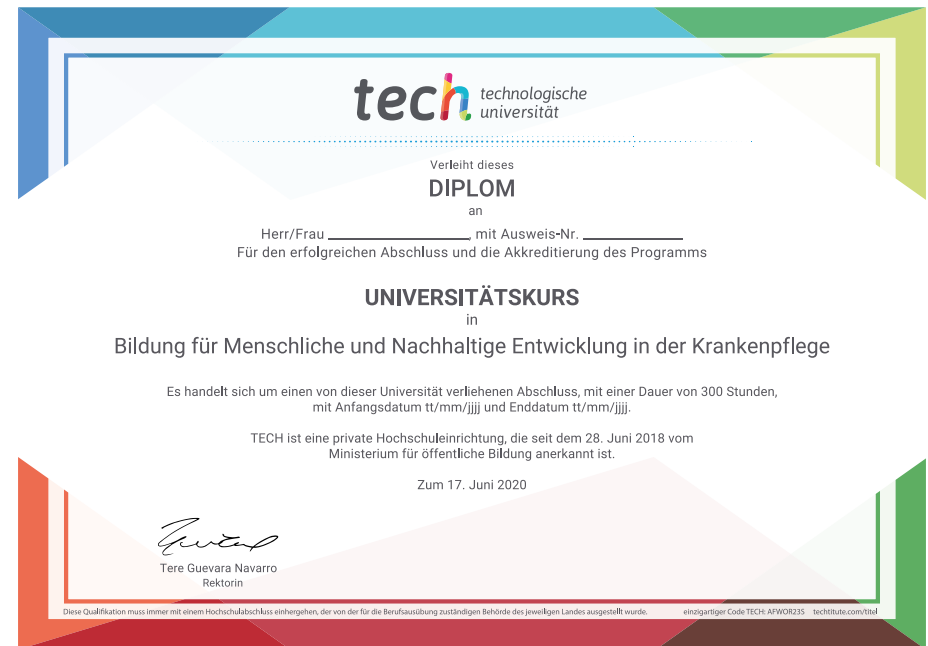 tech technologische
universität
Verleiht dieses
DIPLOM
an
Herr/Frau ____________, mit Ausweis-Nr. ____________
Für den erfolgreichen Abschluss und die Akkreditierung des Programms
UNIVERSITÄTSKURS
in
Bildung für Menschliche und Nachhaltige Entwicklung in der Krankenpflege
Es handelt sich um einen von dieser Universität verliehenen Abschluss, mit einer Dauer von 300 Stunden,
mit Anfangsdatum tt/mm/jjjj und Enddatum tt/mm/jjjj.
TECH ist eine private Hochschuleinrichtung, die seit dem 28. Juni 2018 vom
Ministerium für öffentliche Bildung anerkannt ist.
Zum 17. Juni 2020
Tere Guevara Navarro
Rektorin
Diese Qualifikation muss immer mit einem Hochschulabschluss einhergehen, der von der für die Berufsausübung zuständigen Behörde des jeweiligen Landes ausgestellt wurde. einzigartiger Code TECH: AFWOR23S techtitute.com/titel